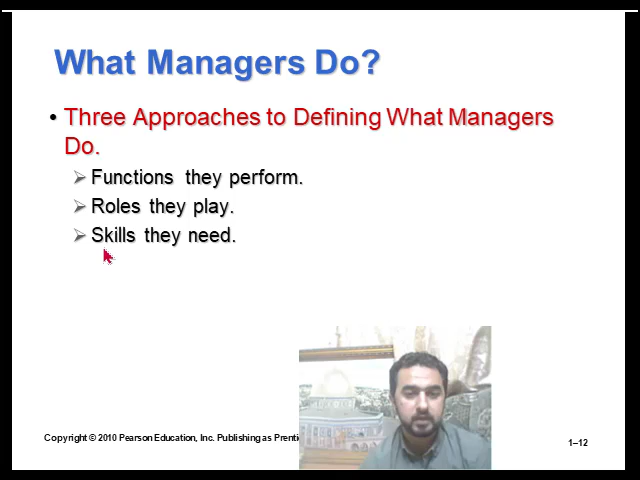 What Managers Do?
• Three Approaches to Defining What Managers
Do.
➢ Functions they perform.
➢ Roles they play.
➢ Skills they need.
Copyright © 2010 Pearson Education, Inc. Publishing as
1–12